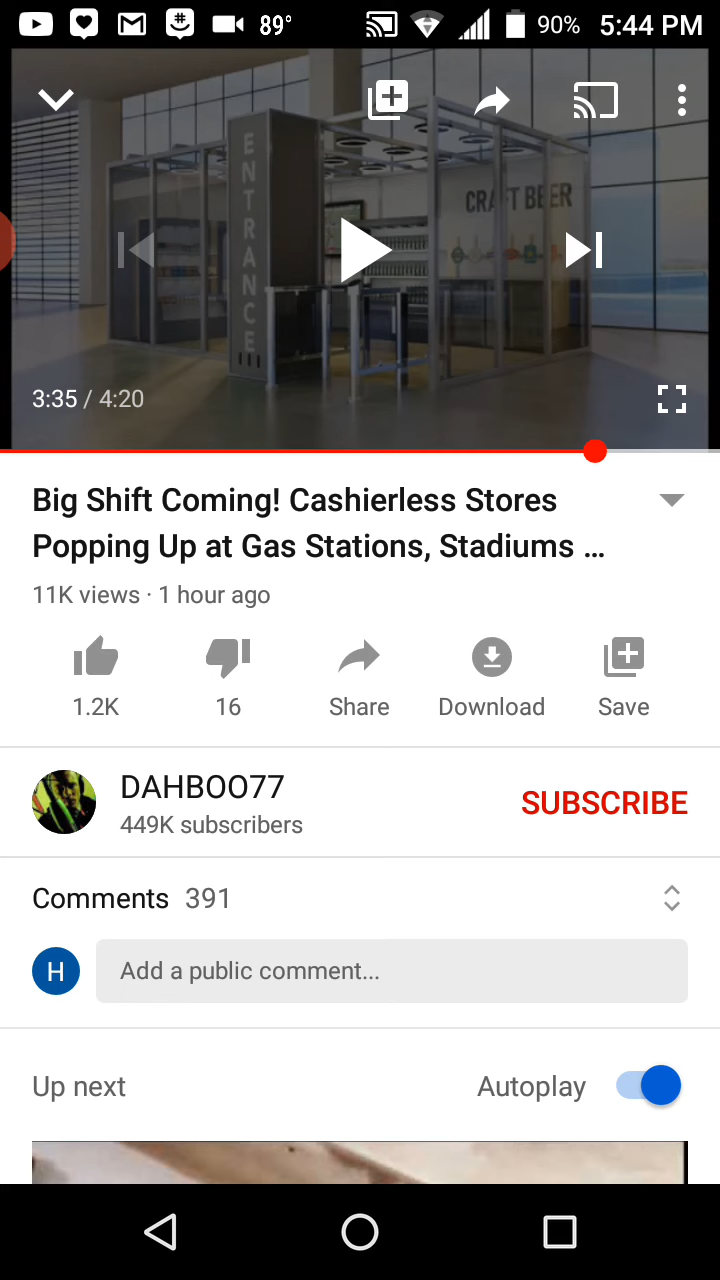 89°
90%
5:44 PM
ENTRANCE
CRAFT BEER
3:35 / 4:20
Big Shift Coming! Cashierless Stores
Popping Up at Gas Stations, Stadiums ...
11K views · 1 hour ago
1.2K
16
Share
Download
Save
DAHBOO77
449K subscribers
SUBSCRIBE
Comments 391
H
Add a public comment...
Up next
Autoplay